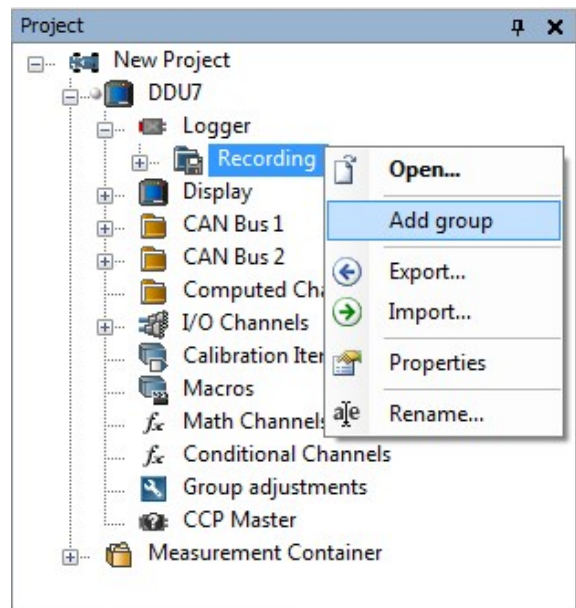 Project
New Project
DDU7
Logger
Recording
Display
CAN Bus 1
CAN Bus 2
Computed Cha
I/O Channels
Calibration Iter
Macros
Math Channels
Conditional Channels
Group adjustments
CCP Master
Measurement Container
Open...
Add group
Export...
Import...
Properties
Rename...